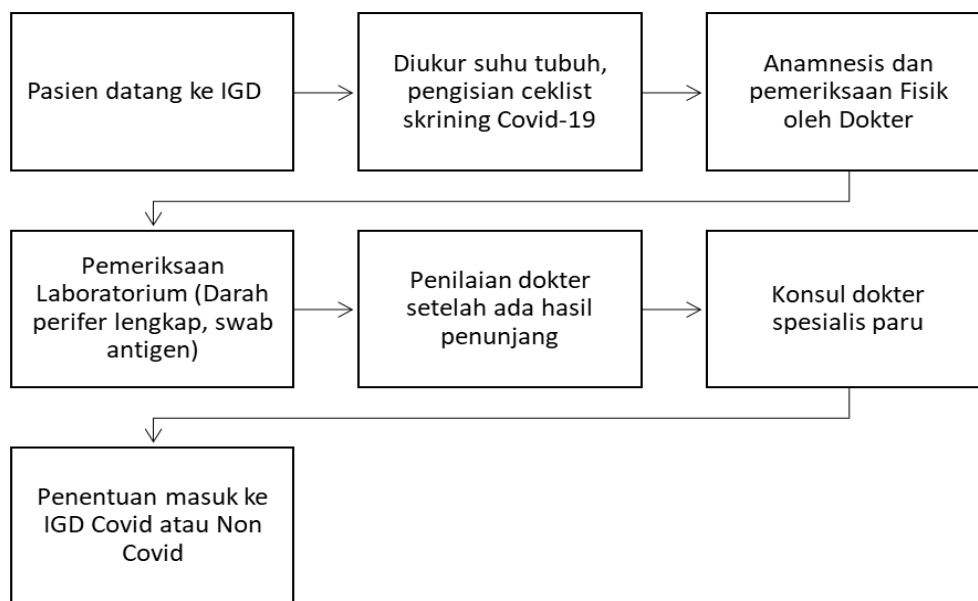 Pasien datang ke IGD
Diukur suhu tubuh,
pengisian ceklist
skrining Covid-19
Anamnesis dan
pemeriksaan Fisik
oleh Dokter
Pemeriksaan
Laboratorium (Darah
perifer lengkap, swab
antigen)
Penilaian dokter
setelah ada hasil
penunjang
Konsul dokter
spesialis paru
Penentuan masuk ke
IGD Covid atau Non
Covid